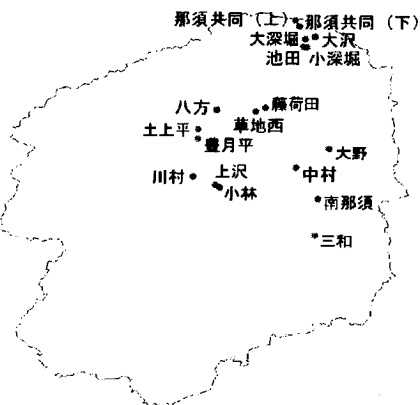 那須共同（上） 那須共同（下）
大深堀 大沢
池田 小深堀
八方 藤荷田
土上平 草地西
豊月平
大野
川村 上沢 中村
小林
南那須
三和